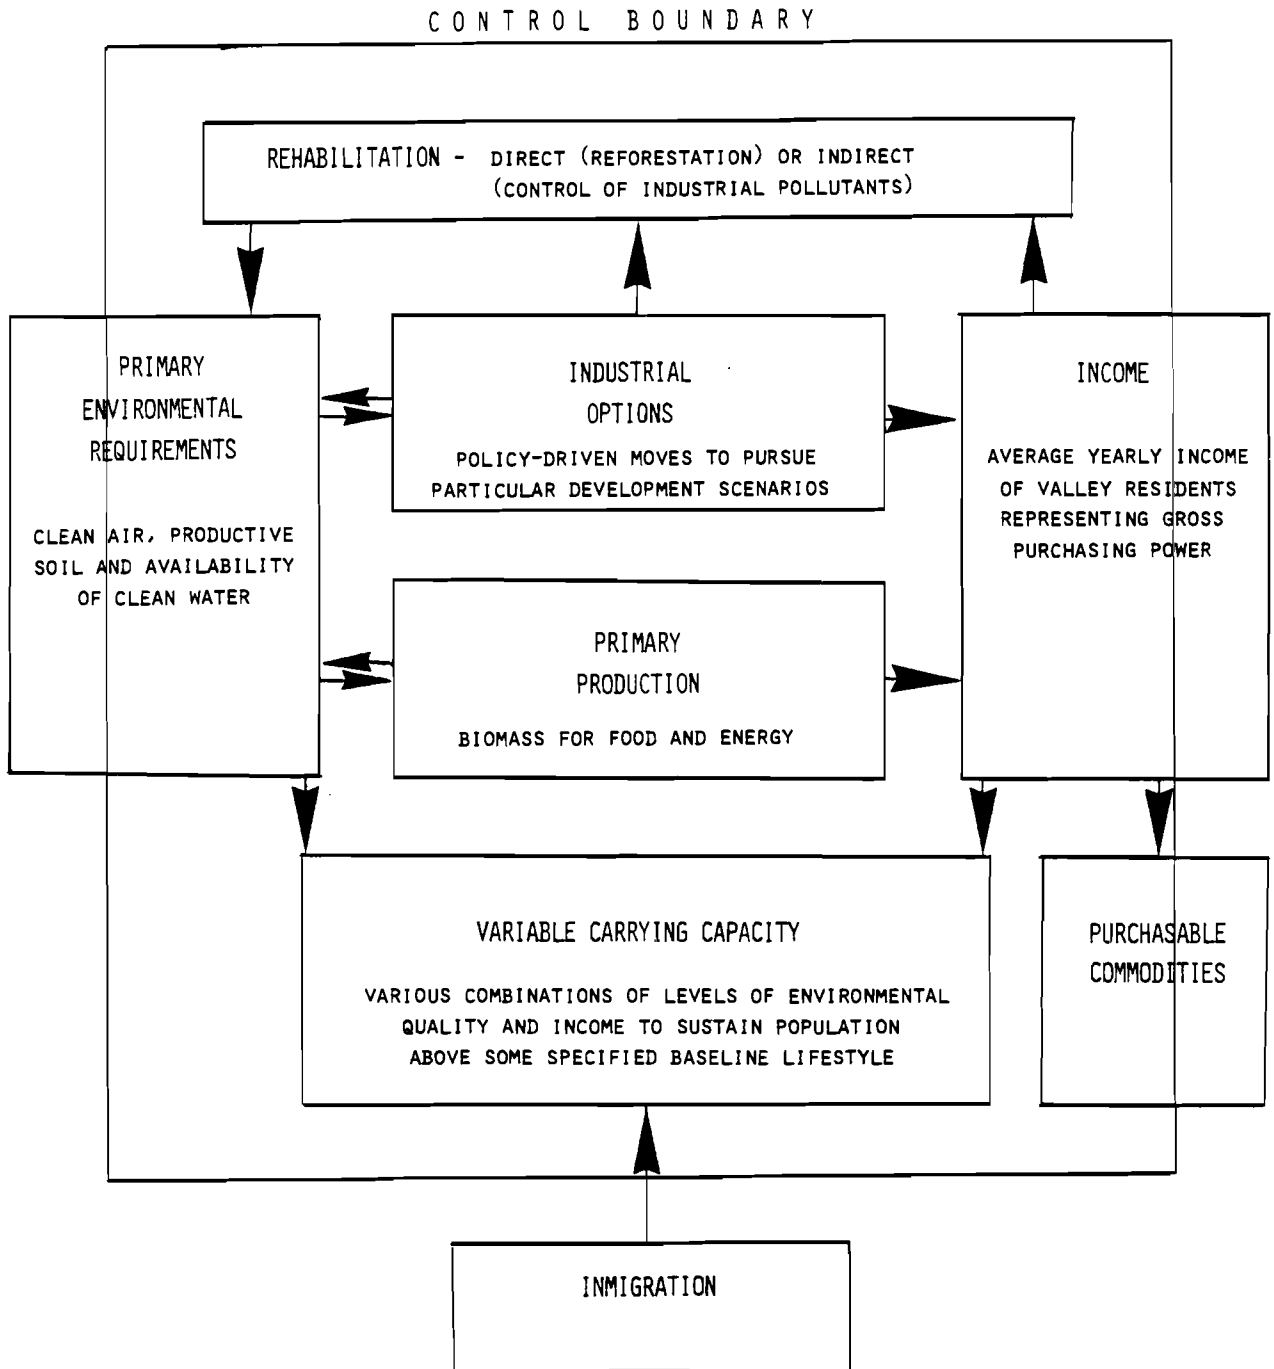 CONTROL BOUNDARY
REHABILITATION - DIRECT (REFORESTATION) OR INDIRECT
(CONTROL OF INDUSTRIAL POLLUTANTS)
PRIMARY
ENVIRONMENTAL
REQUIREMENTS
CLEAN AIR, PRODUCTIVE
SOIL AND AVAILABILITY
OF CLEAN WATER
INDUSTRIAL
OPTIONS
POLICY-DRIVEN MOVES TO PURSUE
PARTICULAR DEVELOPMENT SCENARIOS
INCOME
AVERAGE YEARLY INCOME
OF VALLEY RESIDENTS
REPRESENTING GROSS
PURCHASING POWER
PRIMARY
PRODUCTION
BIOMASS FOR FOOD AND ENERGY
VARIABLE CARRYING CAPACITY
VARIOUS COMBINATIONS OF LEVELS OF ENVIRONMENTAL
QUALITY AND INCOME TO SUSTAIN POPULATION
ABOVE SOME SPECIFIED BASELINE LIFESTYLE
PURCHASABLE
COMMODITIES
INMIGRATION